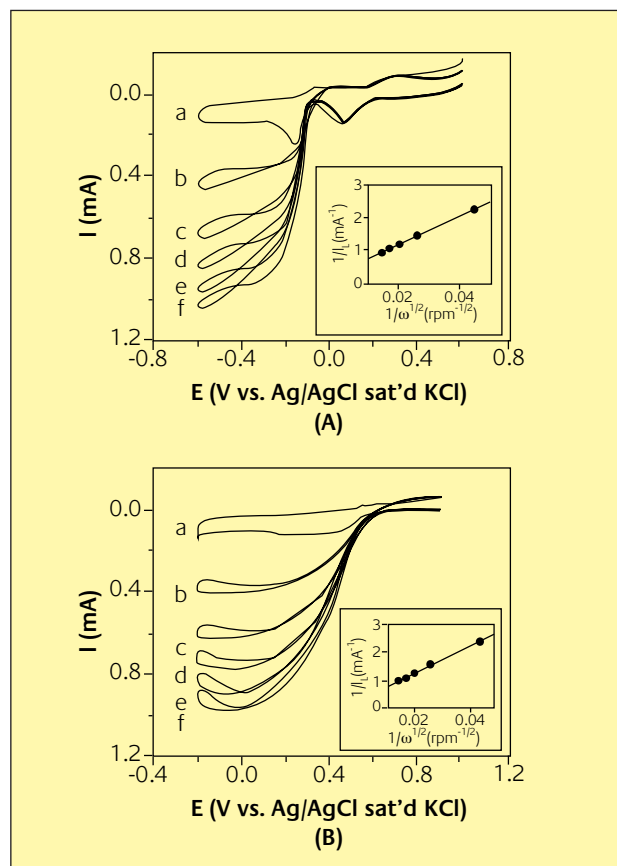 0.0
0.4
0.8
1.2
I (mA)
a
b
c
d
e
f
3
2
1
0
1/I_L(mA^-1)
0.02 0.04
1/ω^1/2(rpm^-1/2)
-0.8 -0.4 0.0 0.4 0.8
E (V vs. Ag/AgCl sat'd KCl)
(A)
0.0
0.4
0.8
1.2
I (mA)
a
b
c
d
e
f
3
2
1
0
1/I_L(mA^-1)
0.02 0.04
1/ω^1/2(rpm^-1/2)
-0.4 0.0 0.4 0.8 1.2
E (V vs. Ag/AgCl sat'd KCl)
(B)